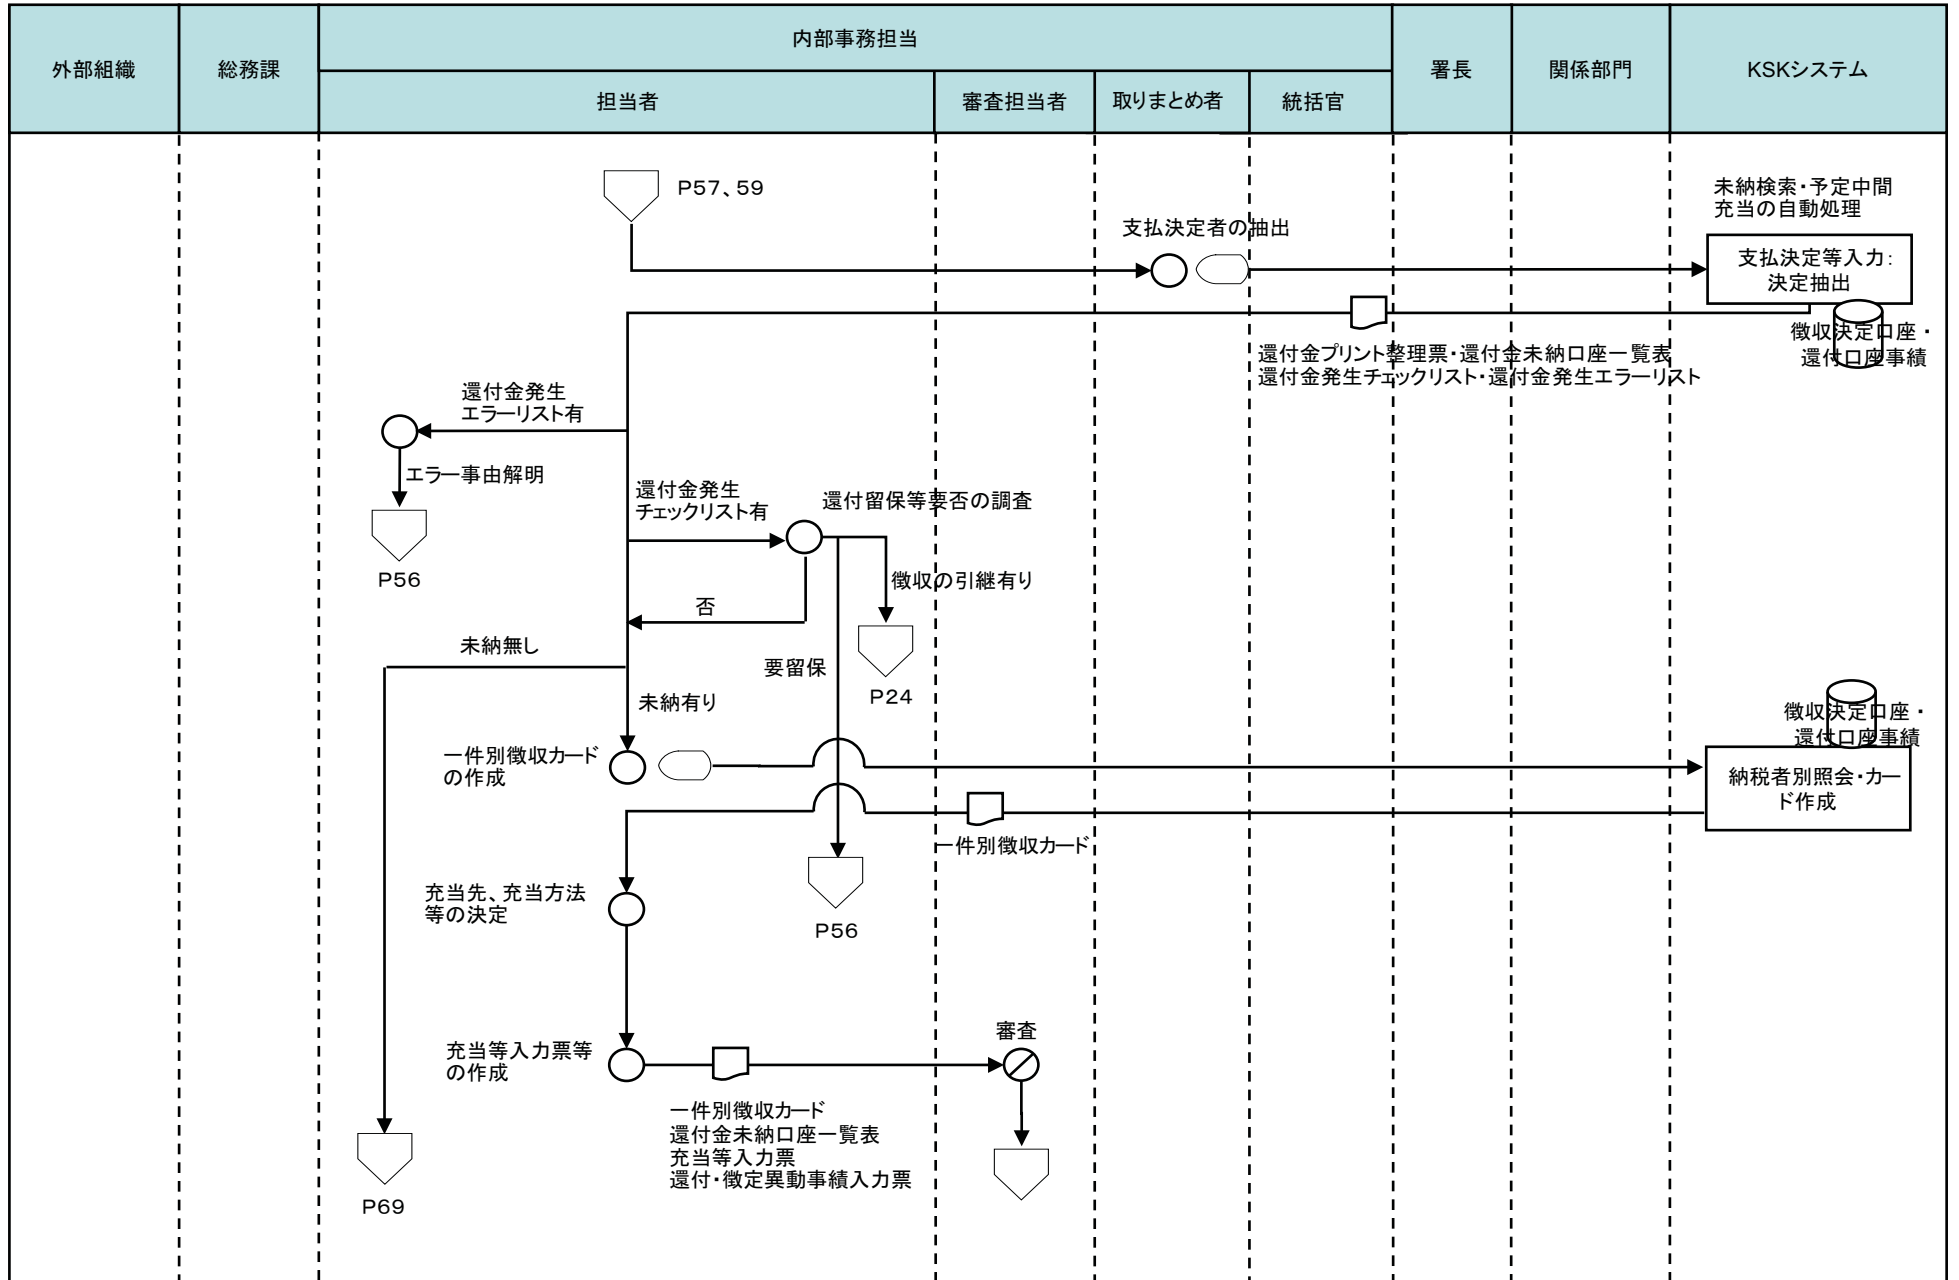 外部組織
総務課
内部事務担当
担当者
審査担当者
取りまとめ者
統括官
署長
関係部門
KSKシステム
P57、59
支払決定者の抽出
未納検索・予定中間
充当の自動処理
支払決定等入力：
決定抽出
徴収決定口座・
還付口座事績
還付金プリント整理票・還付金未納口座一覧表
還付金発生チェックリスト・還付金発生エラーリスト
還付金発生
エラーリスト有
エラー事由解明
P56
還付金発生
チェックリスト有
還付留保等要否の調査
徴収の引継有り
否
P24
要留保
未納無し
未納有り
一件別徴収カード
の作成
徴収決定口座・
還付口座事績
納税者別照会・カー
ド作成
一件別徴収カード
P56
充当先、充当方法
等の決定
充当等入力票等
の作成
審査
一件別徴収カード
還付金未納口座一覧表
充当等入力票
還付・徴定異動事績入力票
P69